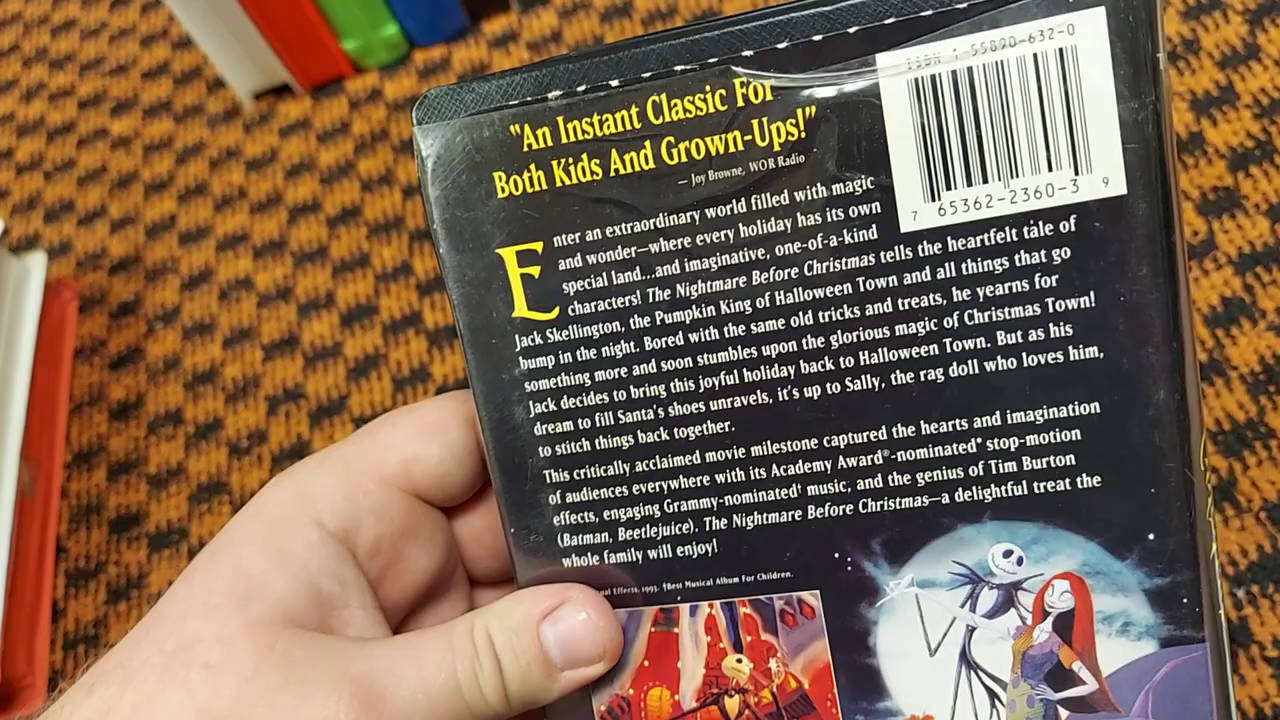 "An Instant Classic For
Both Kids And Grown-Ups!"
— Joy Browne, WOR Radio
ISBN 1 55890-632-0
7 65362-2360-3 9
Enter an extraordinary world filled with magic
and wonder—where every holiday has its own
special land...and imaginative, one-of-a-kind
characters! The Nightmare Before Christmas tells the heartfelt tale of
Jack Skellington, the Pumpkin King of Halloween Town and all things that go
bump in the night. Bored with the same old tricks and treats, he yearns for
something more and soon stumbles upon the glorious magic of Christmas Town!
Jack decides to bring this joyful holiday back to Halloween Town. But as his
dream to fill Santa's shoes unravels, it's up to Sally, the rag doll who loves him,
to stitch things back together.
This critically acclaimed movie milestone captured the hearts and imagination
of audiences everywhere with its Academy Award®-nominated* stop-motion
effects, engaging Grammy-nominated† music, and the genius of Tim Burton
(Batman, Beetlejuice). The Nightmare Before Christmas—a delightful treat the
whole family will enjoy!
Effects, 1993. †Best Musical Album For Children.